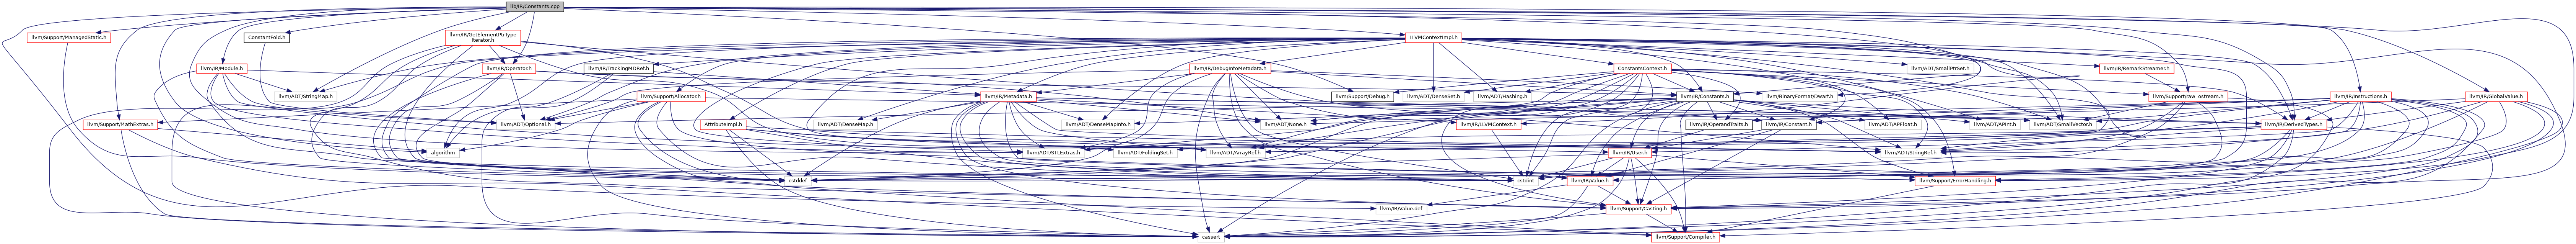 lib/IR/Constants.cpp
llvm/Support/ManagedStatic.h
ConstantFold.h
llvm/IR/GetElementPtrType
Iterator.h
LLVMContextImpl.h
llvm/IR/Module.h
llvm/IR/Operator.h
llvm/IR/TrackingMDRef.h
llvm/IR/DebugInfoMetadata.h
ConstantsContext.h
llvm/ADT/SmallPtrSet.h
llvm/IR/RemarkStreamer.h
llvm/ADT/StringMap.h
llvm/Support/Allocator.h
llvm/IR/Metadata.h
llvm/Support/Debug.h
llvm/ADT/DenseSet.h
llvm/ADT/Hashing.h
llvm/BinaryFormat/Dwarf.h
llvm/IR/Constants.h
llvm/Support/raw_ostream.h
llvm/IR/Instructions.h
llvm/IR/GlobalValue.h
llvm/Support/MathExtras.h
llvm/ADT/Optional.h
AttributeImpl.h
llvm/ADT/DenseMap.h
llvm/ADT/DenseMapInfo.h
llvm/ADT/None.h
llvm/IR/LLVMContext.h
llvm/IR/OperandTraits.h
llvm/IR/Constant.h
llvm/ADT/APFloat.h
llvm/ADT/APInt.h
llvm/ADT/SmallVector.h
llvm/IR/DerivedTypes.h
algorithm
llvm/ADT/STLExtras.h
llvm/ADT/FoldingSet.h
llvm/ADT/ArrayRef.h
llvm/IR/User.h
llvm/ADT/StringRef.h
cstddef
cstdint
llvm/IR/Value.h
llvm/Support/ErrorHandling.h
llvm/IR/Value.def
llvm/Support/Casting.h
cassert
llvm/Support/Compiler.h